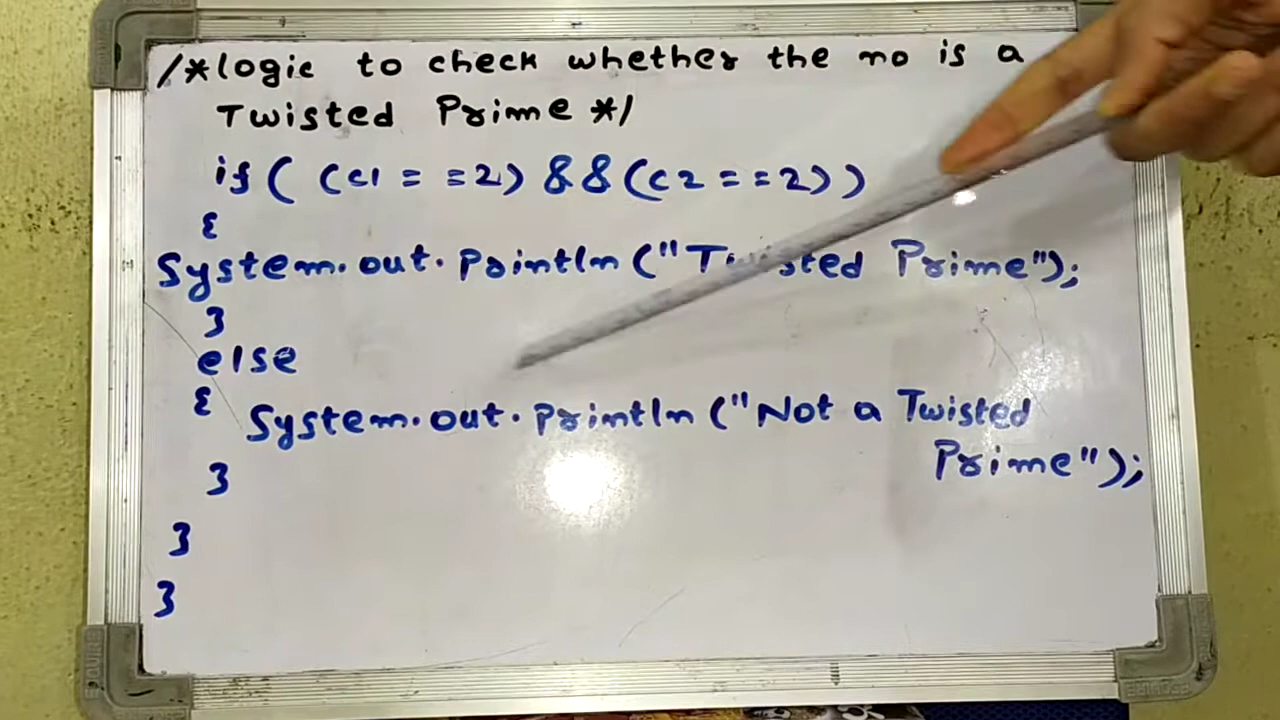 /*logic to check whether the no is a
Twisted Prime */
if( (c1 = =2) && (c2 = =2) )
{
System.out.println ("Twisted Prime");
}
else
{ System.out.println ("Not a Twisted
Prime");
}
}
}